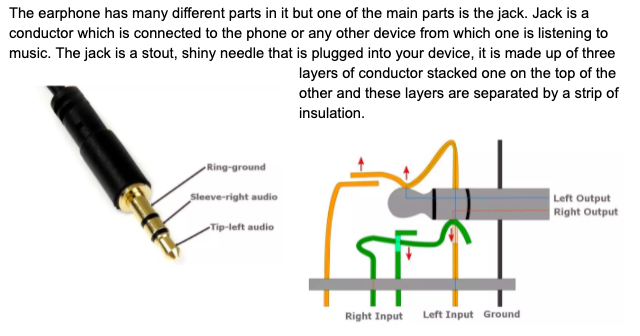 The earphone has many different parts in it but one of the main parts is the jack. Jack is a
conductor which is connected to the phone or any other device from which one is listening to
music. The jack is a stout, shiny needle that is plugged into your device, it is made up of three
layers of conductor stacked one on the top of the
other and these layers are separated by a strip of
insulation.
Ring-ground
Sleeve-right audio
Tip-left audio
Left Output
Right Output
Right Input
Left Input
Ground